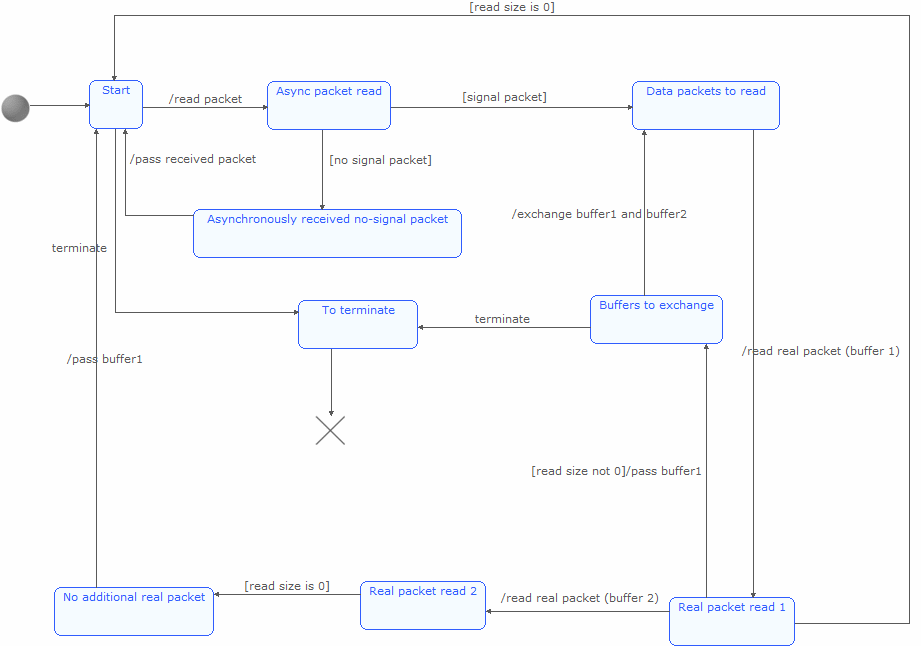 [read size is 0]
Start
/read packet
Async packet read
[signal packet]
Data packets to read
/pass received packet
[no signal packet]
Asynchronously received no-signal packet
/exchange buffer1 and buffer2
terminate
To terminate
terminate
Buffers to exchange
/pass buffer1
/read real packet (buffer 1)
[read size not 0]/pass buffer1
No additional real packet
[read size is 0]
Real packet read 2
/read real packet (buffer 2)
Real packet read 1